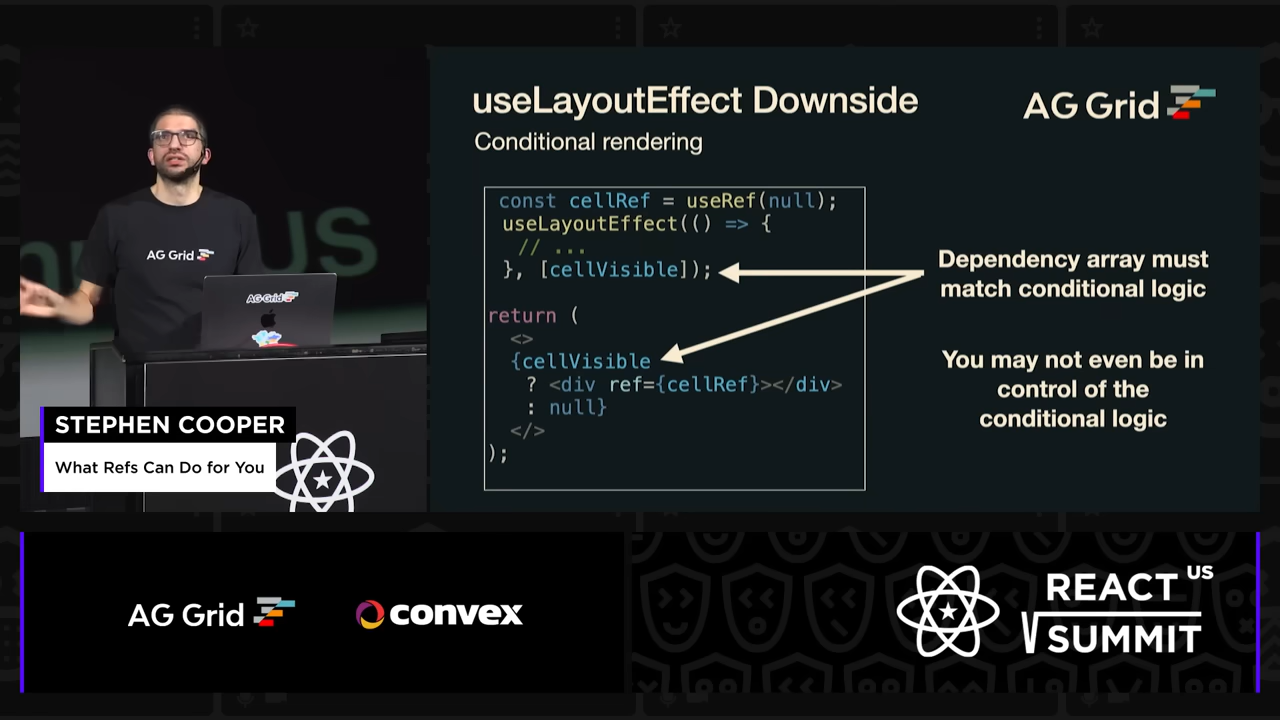 useLayoutEffect Downside
Conditional rendering
AG Grid
const cellRef = useRef(null);
useLayoutEffect(() => {
// ...
}, [cellVisible]);
return (
<>
{cellVisible
? <div ref={cellRef}></div>
: null}
</>
);
Dependency array must
match conditional logic
You may not even be in
control of the
conditional logic
US
AG Grid
AG Grid
STEPHEN COOPER
What Refs Can Do for You
AG Grid
convex
REACT US
SUMMIT